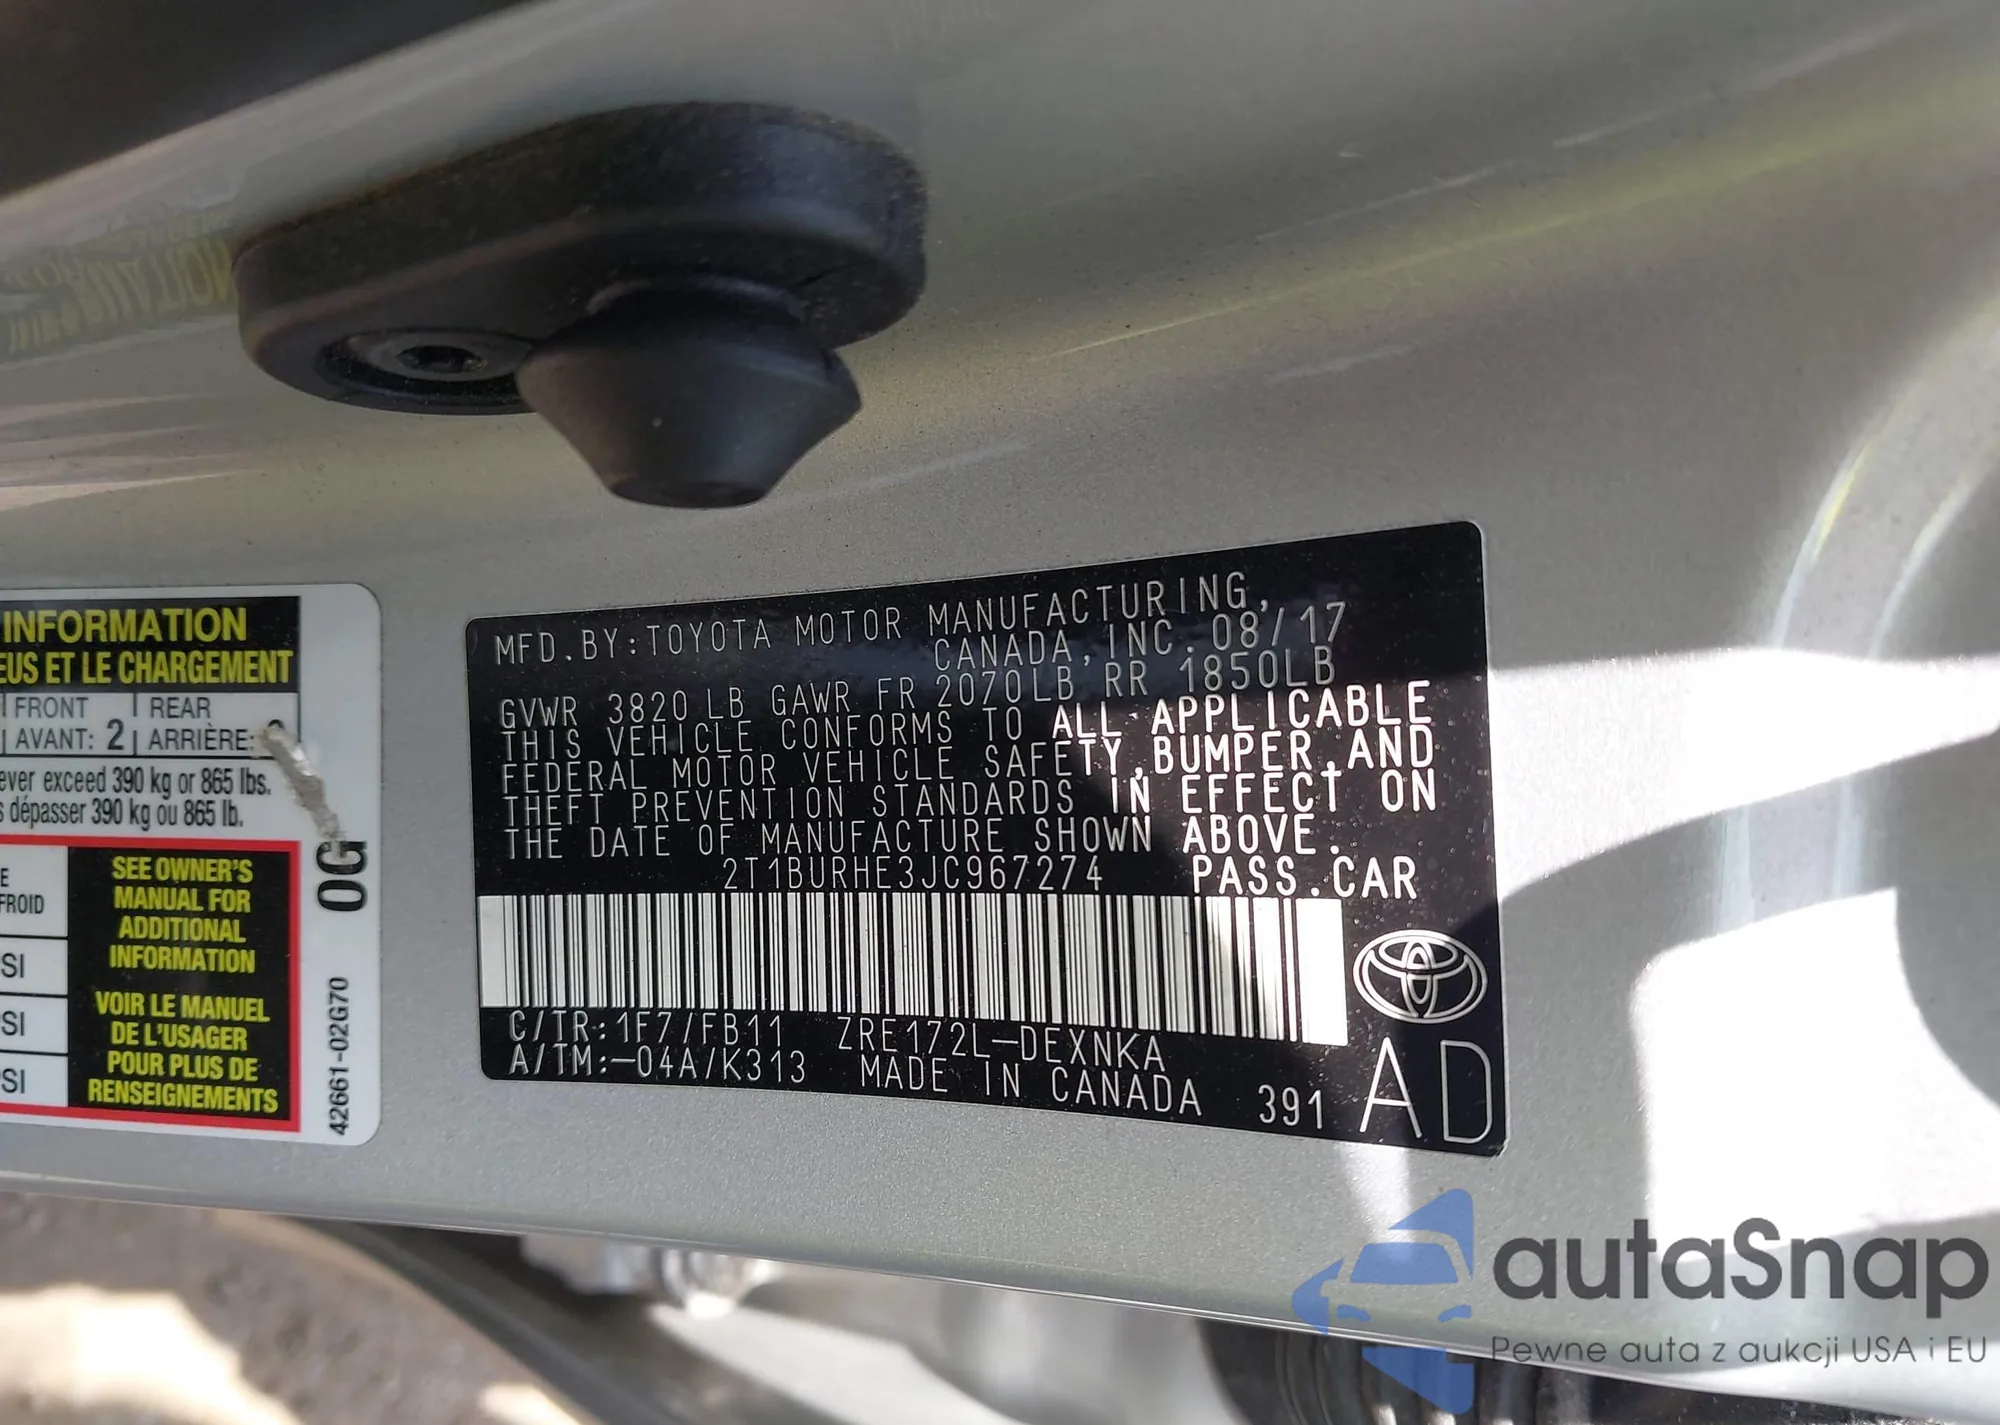 INFORMATION
EUS ET LE CHARGEMENT
FRONT REAR
AVANT: 2 ARRIÈRE:
ever exceed 390 kg or 865 lbs.
s dépasser 390 kg ou 865 lb.
E
FROID
SEE OWNER'S
MANUAL FOR
ADDITIONAL
INFORMATION
VOIR LE MANUEL
DE L'USAGER
POUR PLUS DE
RENSEIGNEMENTS
SI
SI
SI
0G
42661-02G70
MFD.BY:TOYOTA MOTOR MANUFACTURING,
CANADA,INC. 08/17
GVWR 3820 LB GAWR FR 2070LB RR 1850LB
THIS VEHICLE CONFORMS TO ALL APPLICABLE
FEDERAL MOTOR VEHICLE SAFETY,BUMPER,AND
THEFT PREVENTION STANDARDS IN EFFECT ON
THE DATE OF MANUFACTURE SHOWN ABOVE.
2T1BURHE3JC967274 PASS.CAR
C/TR:1F7/FB11 ZRE172L-DEXNKA
A/TM:-04A/K313 MADE IN CANADA 391 AD
autaSnap
Pewne auta z aukcji USA i EU